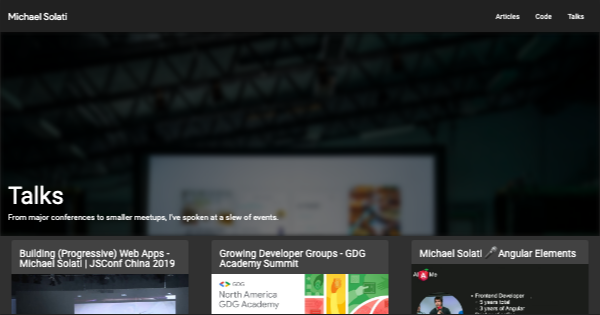 Michael Solati
Articles Code Talks
Talks
From major conferences to smaller meetups, I've spoken at a slew of events.
Building (Progressive) Web Apps -
Michael Solati | JSConf China 2019
Growing Developer Groups - GDG
Academy Summit
GDG
North America
GDG Academy
Michael Solati 🎤 Angular Elements
All Me
• Frontend Developer
◦ 5 years total
◦ 3 years of Angular